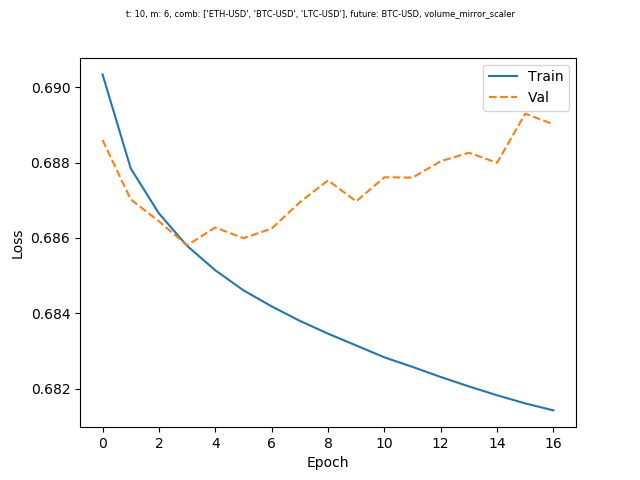 t: 10, m: 6, comb: ['ETH-USD', 'BTC-USD', 'LTC-USD'], future: BTC-USD, volume_mirror_scaler
Train
Val
0.690
0.688
0.686
0.684
0.682
Loss
0 2 4 6 8 10 12 14 16
Epoch